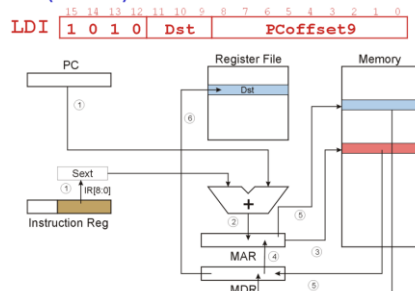 15 14 13 12 11 10 9 8 7 6 5 4 3 2 1 0
LDI 1 0 1 0 Dst PCoffset9
PC
Register File
Memory
Dst
①
⑥
Sext
①
IR[8:0]
Instruction Reg
+
②
⑤
③
MAR
④
⑤
MDR